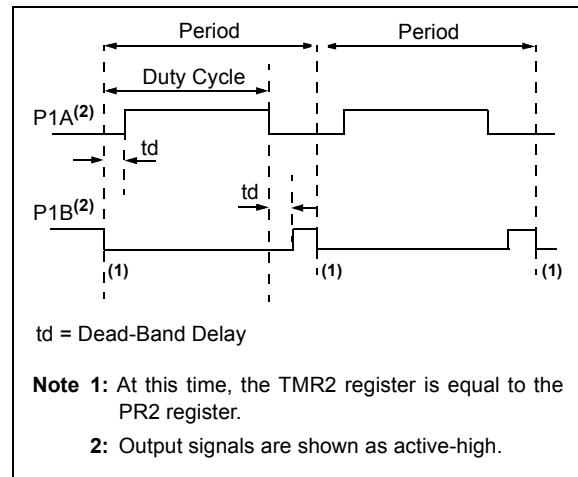 Period Period
Duty Cycle
P1A(2)
td
td
P1B(2)
(1) (1) (1)
td = Dead-Band Delay
Note 1: At this time, the TMR2 register is equal to the
PR2 register.
2: Output signals are shown as active-high.